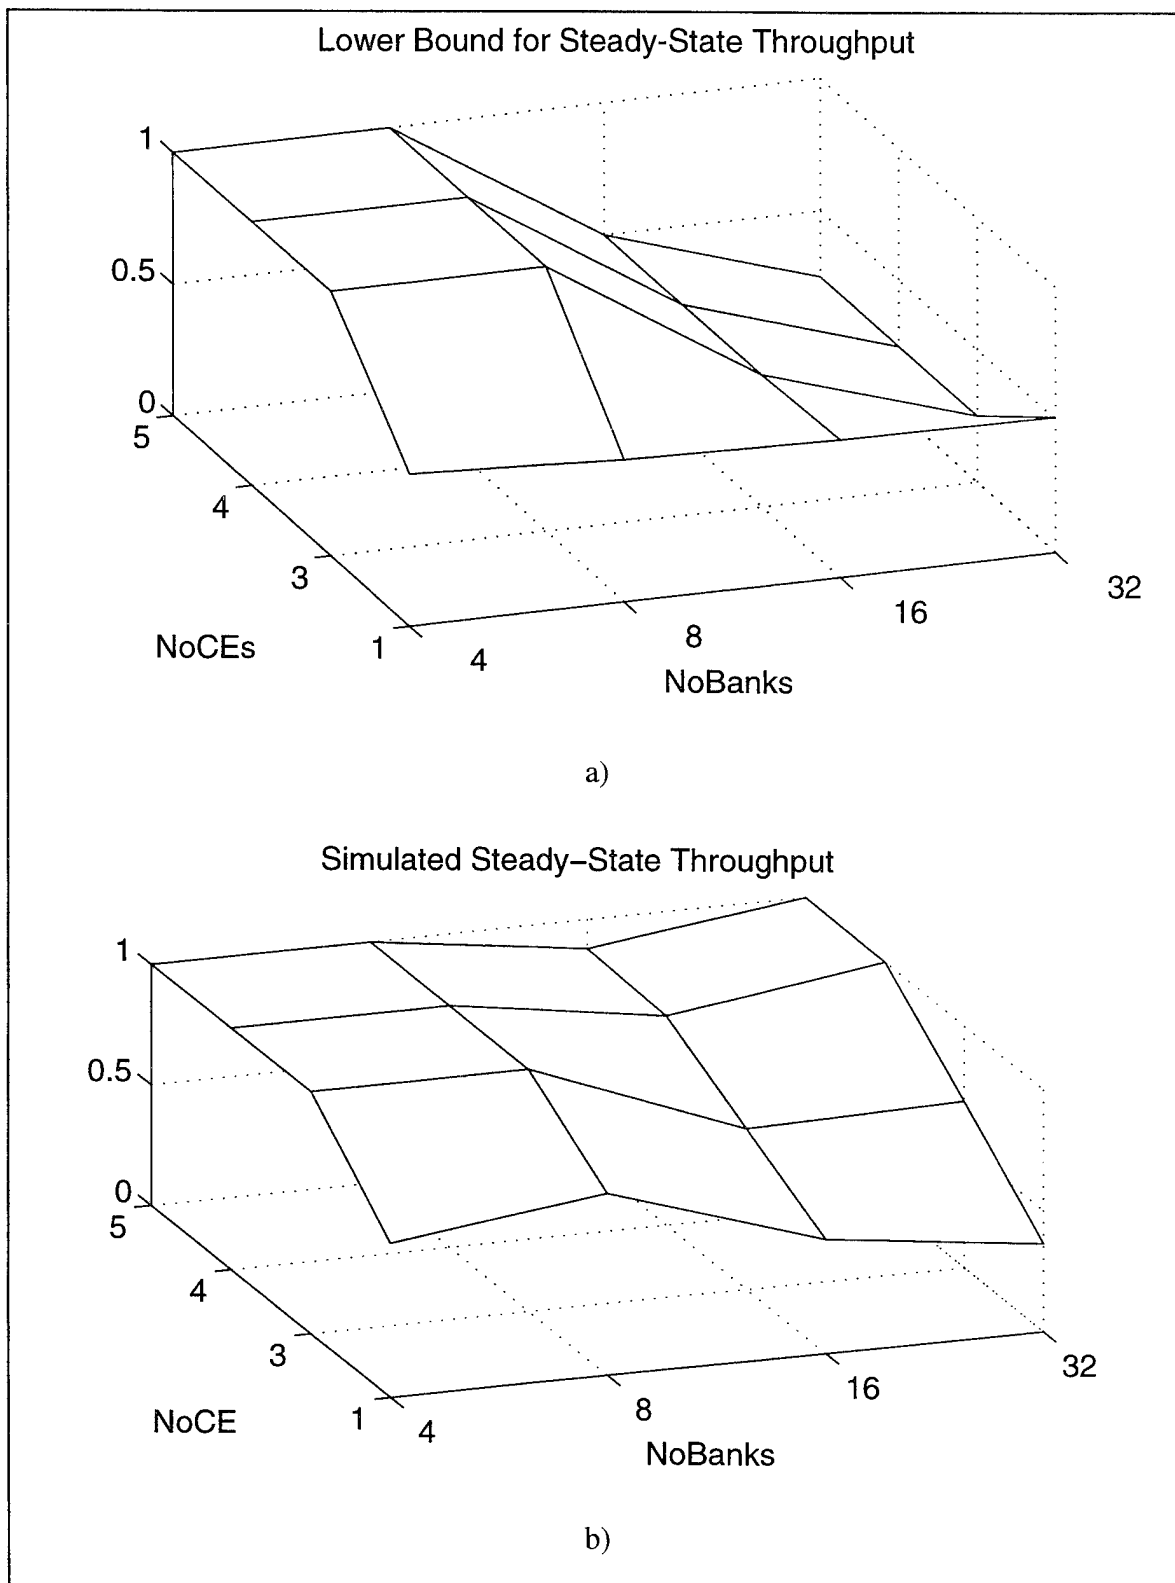 Lower Bound for Steady-State Throughput
1
0.5
0
5
4
3
1
NoCEs
4
8
16
32
NoBanks
a)
Simulated Steady–State Throughput
1
0.5
0
5
4
3
1
NoCE
4
8
16
32
NoBanks
b)